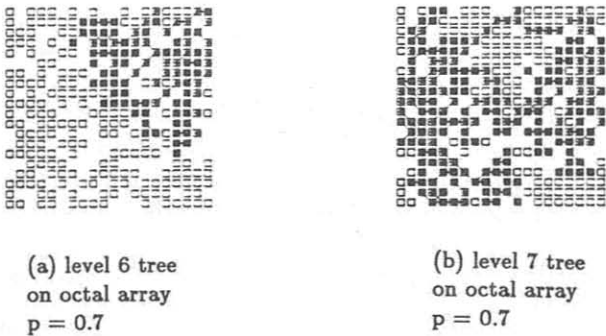 (a) level 6 tree
on octal array
p = 0.7
(b) level 7 tree
on octal array
p = 0.7